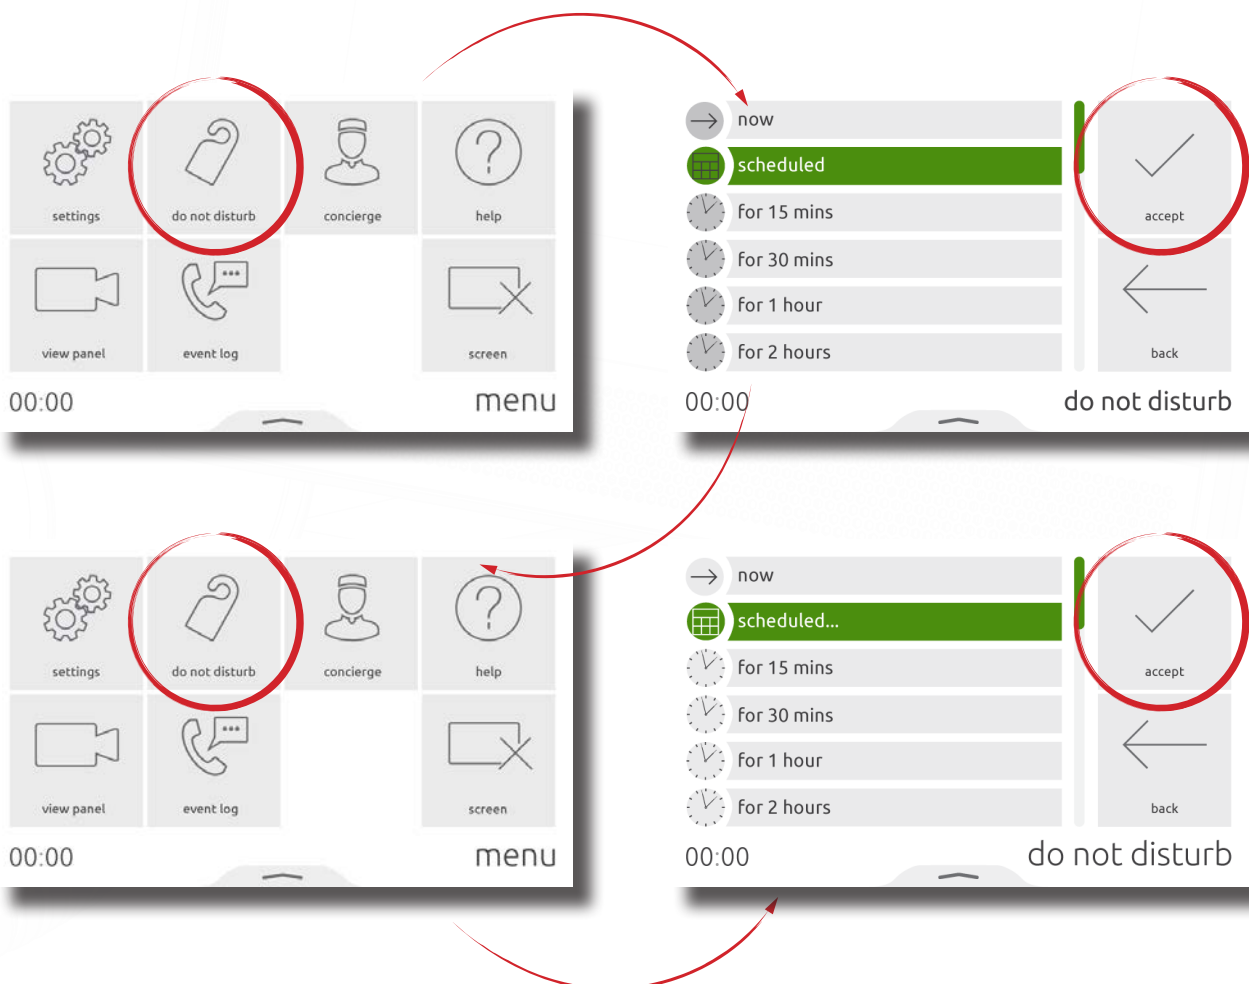 settings
do not disturb
concierge
help
view panel
event log
screen
00:00
menu
now
scheduled
for 15 mins
for 30 mins
for 1 hour
for 2 hours
accept
back
00:00
do not disturb
settings
do not disturb
concierge
help
view panel
event log
screen
00:00
menu
now
scheduled...
for 15 mins
for 30 mins
for 1 hour
for 2 hours
accept
back
00:00
do not disturb